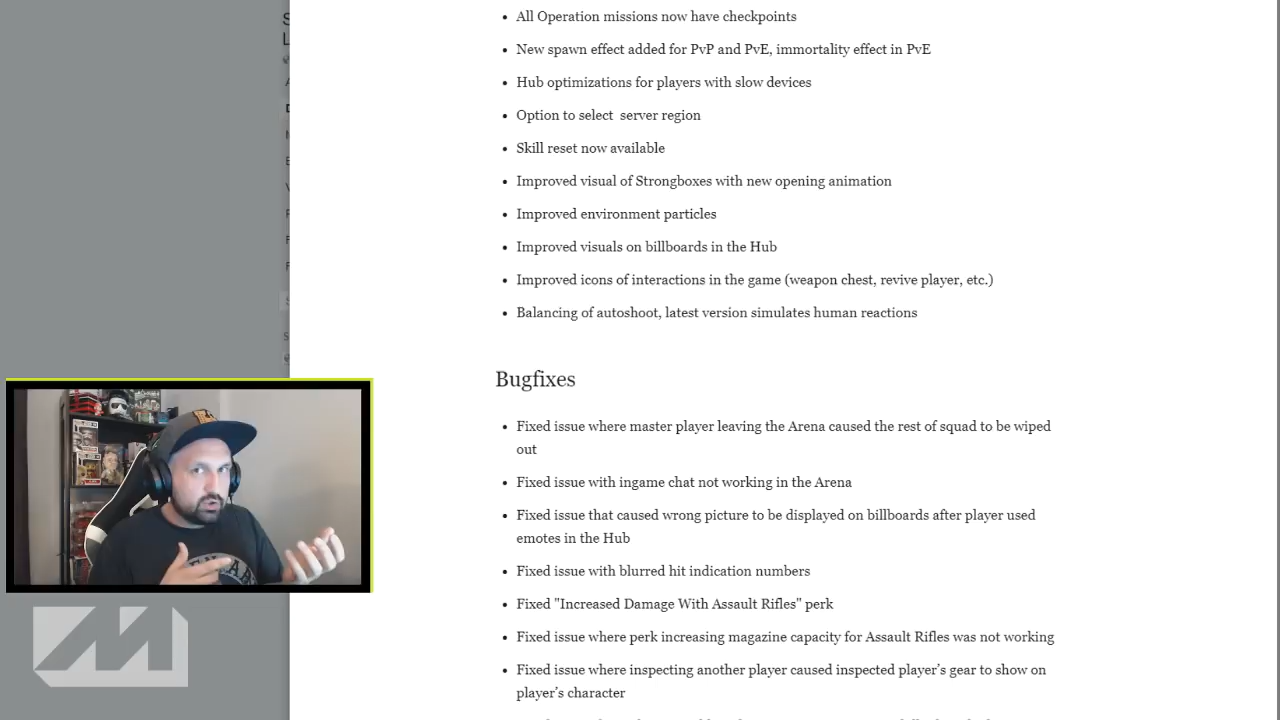 All Operation missions now have checkpoints
New spawn effect added for PvP and PvE, immortality effect in PvE
Hub optimizations for players with slow devices
Option to select  server region
Skill reset now available
Improved visual of Strongboxes with new opening animation
Improved environment particles
Improved visuals on billboards in the Hub
Improved icons of interactions in the game (weapon chest, revive player, etc.)
Balancing of autoshoot, latest version simulates human reactions
Bugfixes
Fixed issue where master player leaving the Arena caused the rest of squad to be wiped
out
Fixed issue with ingame chat not working in the Arena
Fixed issue that caused wrong picture to be displayed on billboards after player used
emotes in the Hub
Fixed issue with blurred hit indication numbers
Fixed "Increased Damage With Assault Rifles" perk
Fixed issue where perk increasing magazine capacity for Assault Rifles was not working
Fixed issue where inspecting another player caused inspected player's gear to show on
player's character